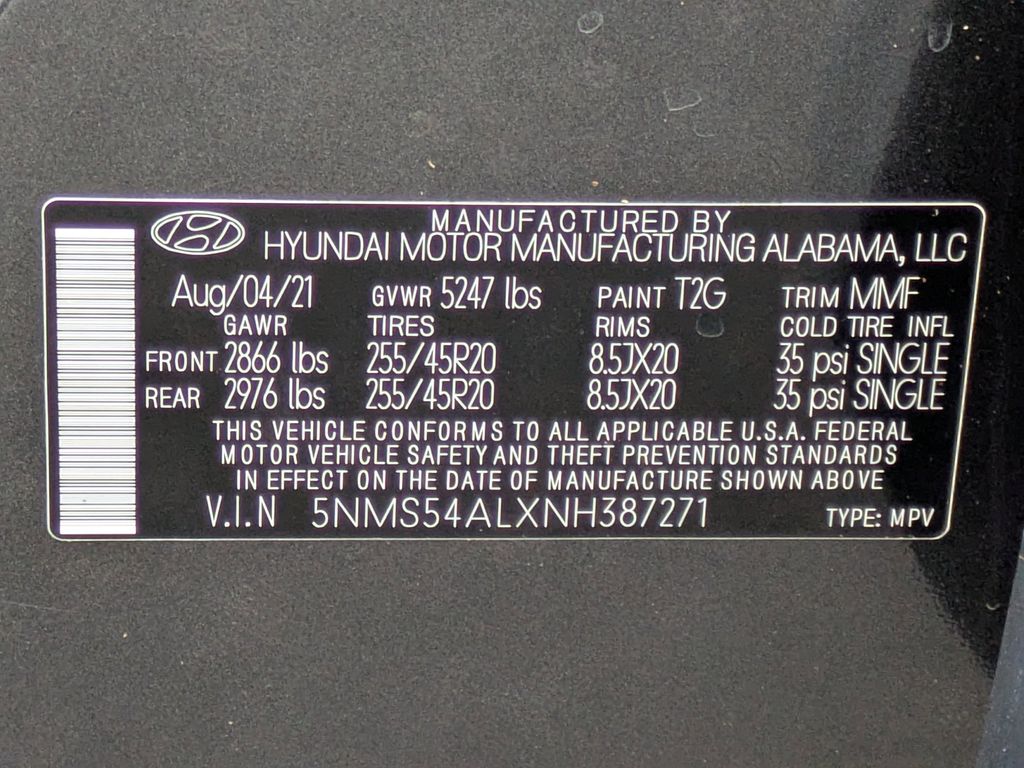 MANUFACTURED BY
HYUNDAI MOTOR MANUFACTURING ALABAMA, LLC
Aug/04/21 GVWR 5247 lbs PAINT T2G TRIM MMF
GAWR TIRES RIMS COLD TIRE INFL
FRONT 2866 lbs 255/45R20 8.5JX20 35 psi SINGLE
REAR 2976 lbs 255/45R20 8.5JX20 35 psi SINGLE
THIS VEHICLE CONFORMS TO ALL APPLICABLE U.S.A. FEDERAL
MOTOR VEHICLE SAFETY AND THEFT PREVENTION STANDARDS
IN EFFECT ON THE DATE OF MANUFACTURE SHOWN ABOVE.
V.I.N 5NMS54ALXNH387271 TYPE: MPV